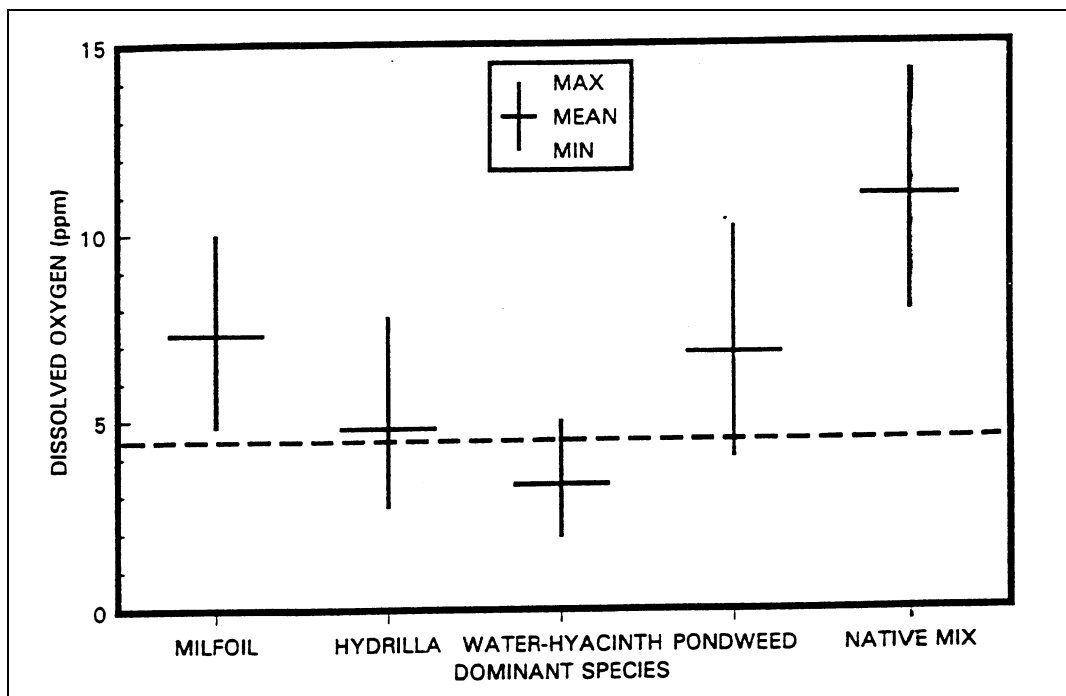 15
MAX
MEAN
MIN
10
5
0
DISSOLVED OXYGEN (ppm)
MILFOIL HYDRILLA WATER-HYACINTH PONDWEED NATIVE MIX
DOMINANT SPECIES